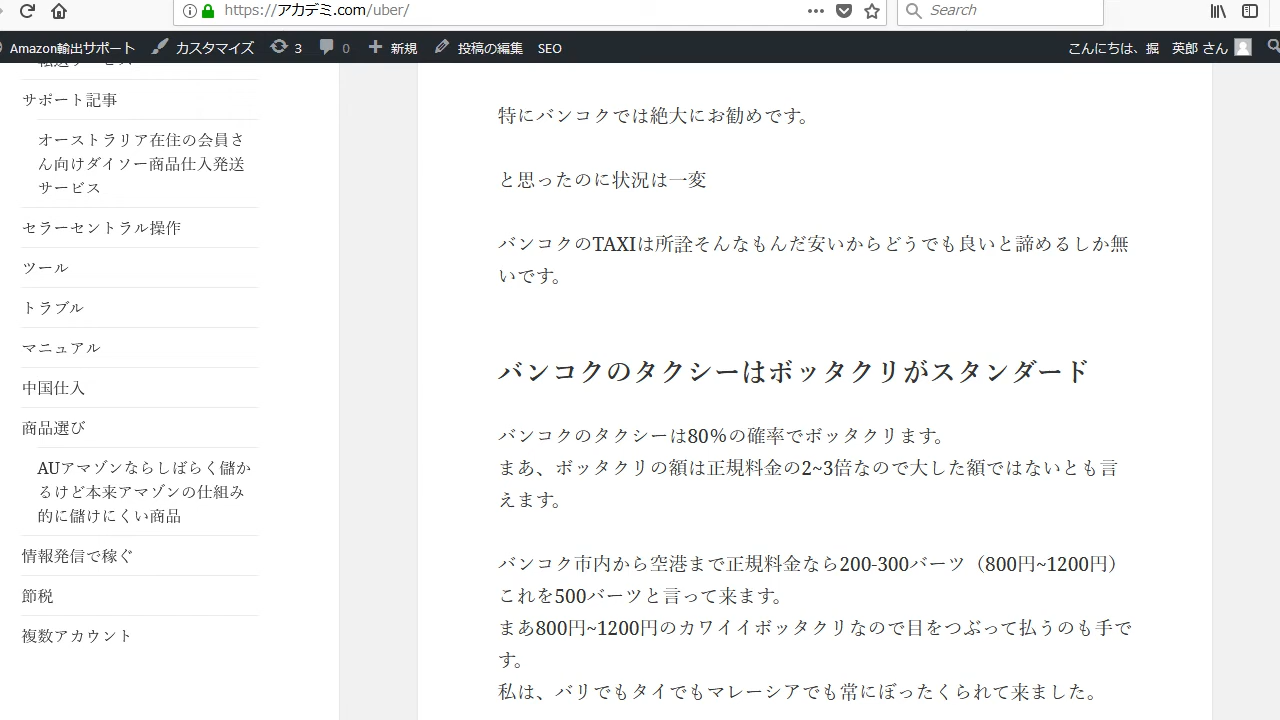 https://アカデミ.com/uber/
Search
Amazon輸出サポート
カスタマイズ
3
0
新規
投稿の編集
SEO
こんにちは、掘　英郎 さん
転送サービス
サポート記事
オーストラリア在住の会員さ
ん向けダイソー商品仕入発送
サービス
セラーセントラル操作
ツール
トラブル
マニュアル
中国仕入
商品選び
AUアマゾンならしばらく儲か
るけど本来アマゾンの仕組み
的に儲けにくい商品
情報発信で稼ぐ
節税
複数アカウント
特にバンコクでは絶大にお勧めです。
と思ったのに状況は一変
バンコクのTAXIは所詮そんなもんだ安いからどうでも良いと諦めるしか無
いです。
バンコクのタクシーはボッタクリがスタンダード
バンコクのタクシーは80％の確率でボッタクリます。
まあ、ボッタクリの額は正規料金の2~3倍なので大した額ではないとも言
えます。
バンコク市内から空港まで正規料金なら200-300バーツ（800円~1200円）
これを500バーツと言って来ます。
まあ800円~1200円のカワイイボッタクリなので目をつぶって払うのも手で
す。
私は、バリでもタイでもマレーシアでも常にぼったくられて来ました。